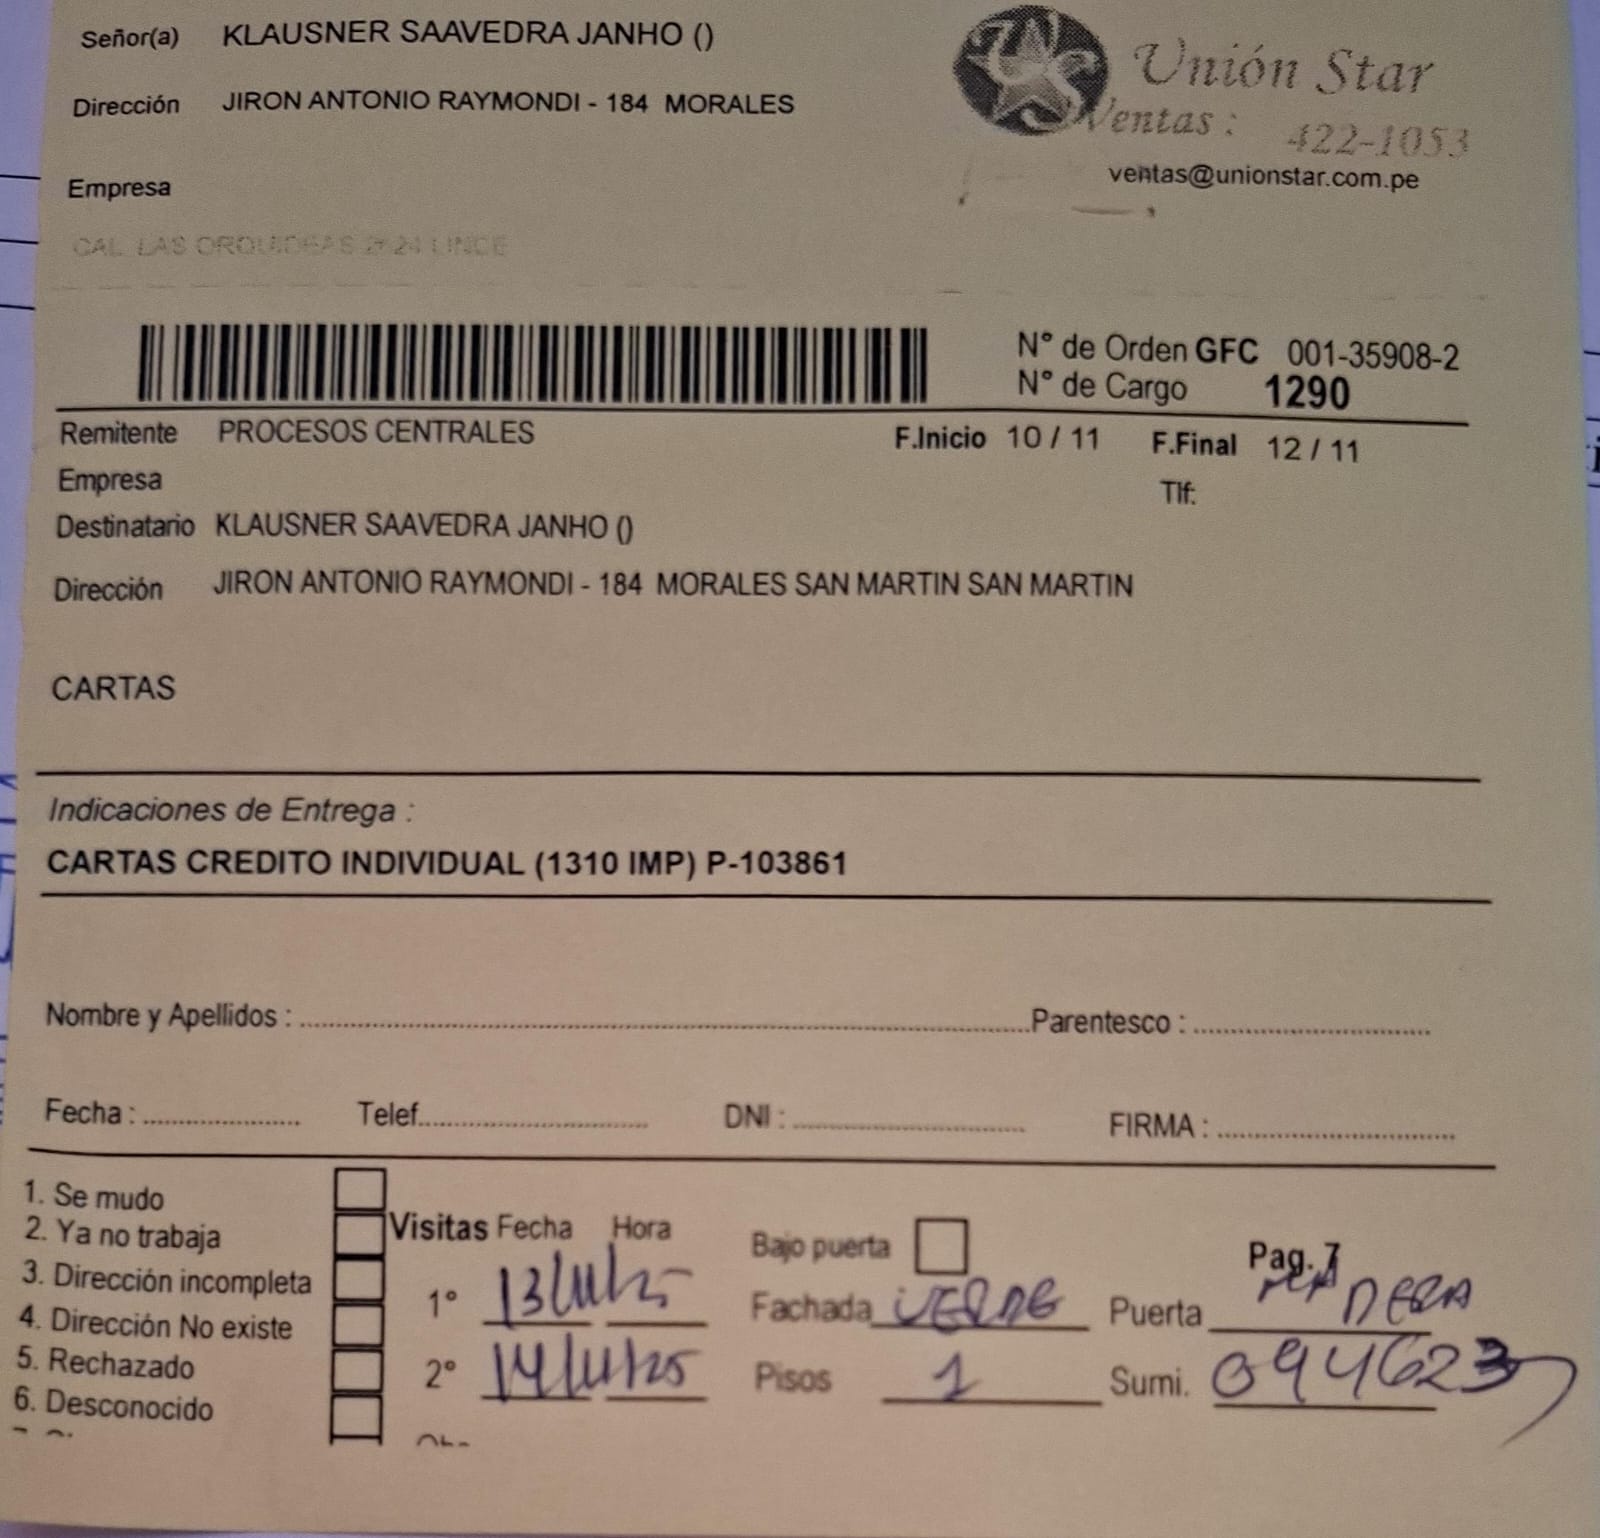 Señor(a) KLAUSNER SAAVEDRA JANHO ()
Unión Star
Dirección JIRON ANTONIO RAYMONDI - 184 MORALES
Ventas : 422-1053
ventas@unionstar.com.pe
Empresa
CAL. LAS ORQUIDEAS LINCE
N° de Orden GFC 001-35908-2
N° de Cargo 1290
Remitente PROCESOS CENTRALES F.Inicio 10 / 11 F.Final 12 / 11
Empresa Tlf:
Destinatario KLAUSNER SAAVEDRA JANHO ()
Dirección JIRON ANTONIO RAYMONDI - 184 MORALES SAN MARTIN SAN MARTIN
CARTAS
Indicaciones de Entrega :
CARTAS CREDITO INDIVIDUAL (1310 IMP) P-103861
Nombre y Apellidos : Parentesco :
Fecha : Telef. DNI : FIRMA :
1. Se mudo
2. Ya no trabaja
3. Dirección incompleta
4. Dirección No existe
5. Rechazado
6. Desconocido
Visitas Fecha Hora
1° 13/11/25
2° 14/11/25
Bajo puerta
Fachada VERDE
Pisos 1
Pag. 7
Puerta MADERA
Sumi. 094623